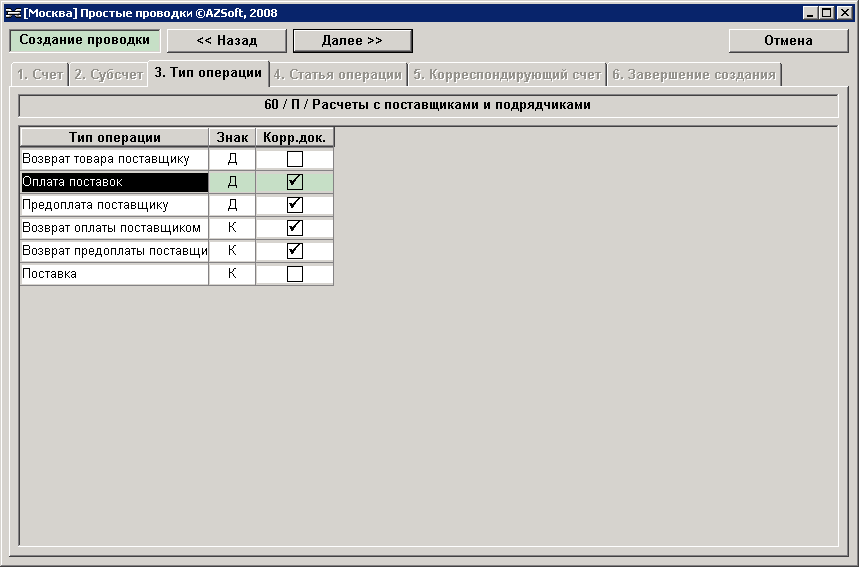 [Москва] Простые проводки ©AZSoft, 2008
Создание проводки << Назад Далее >> Отмена
1. Счет 2. Субсчет 3. Тип операции 4. Статья операции 5. Корреспондирующий счет 6. Завершение создания
60 / П / Расчеты с поставщиками и подрядчиками
Тип операции Знак Корр.док.
Возврат товара поставщику Д
Оплата поставок Д
Предоплата поставщику Д
Возврат оплаты поставщиком К
Возврат предоплаты поставщи К
Поставка К